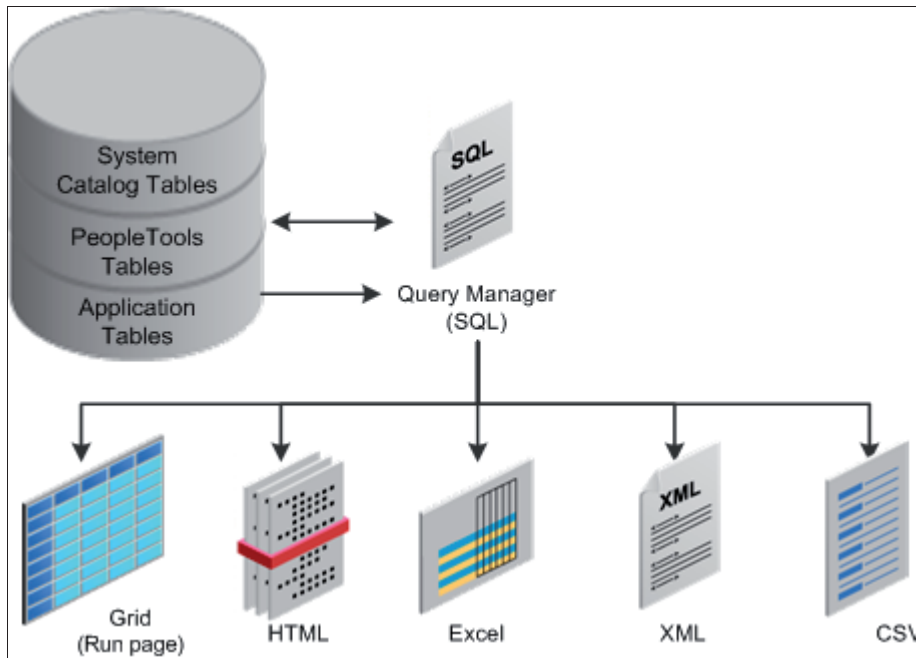 System
Catalog Tables
PeopleTools
Tables
Application
Tables
SQL
Query Manager
(SQL)
Grid
(Run page)
HTML
Excel
XML
XML
CSV